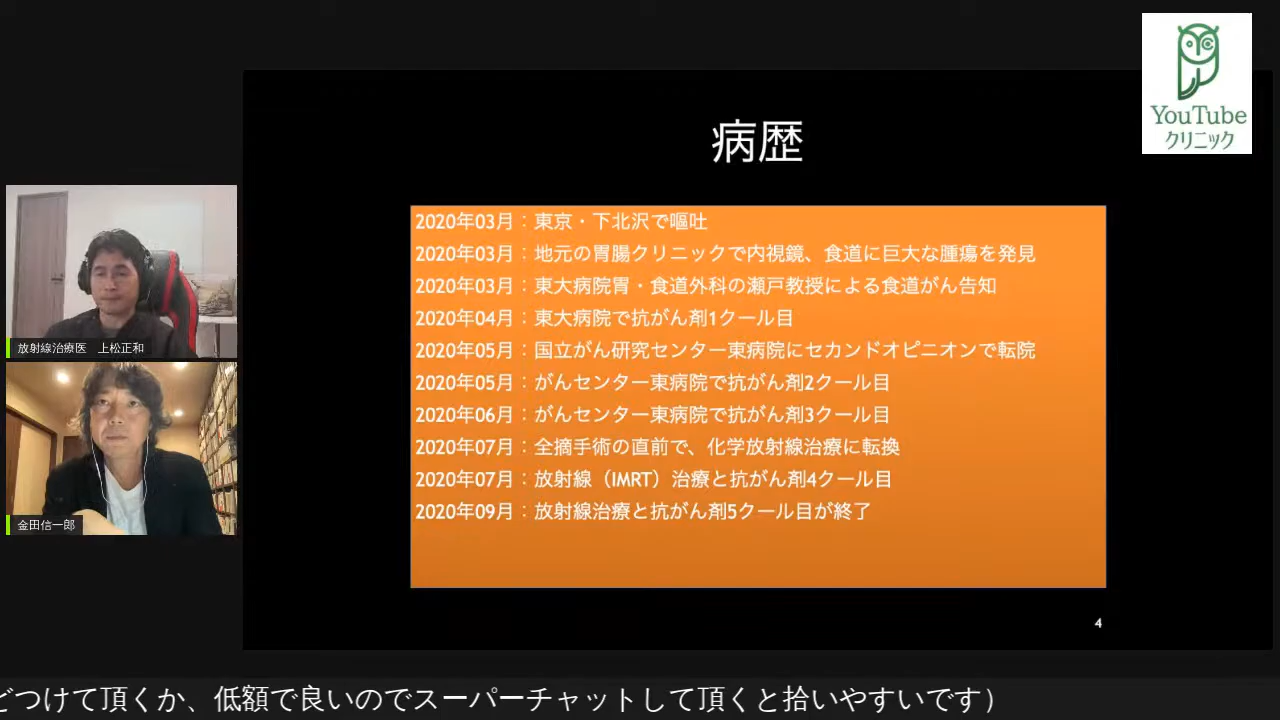 YouTube
クリニック
病歴
2020年03月：東京・下北沢で嘔吐
2020年03月：地元の胃腸クリニックで内視鏡、食道に巨大な腫瘍を発見
2020年03月：東大病院胃・食道外科の瀬戸教授による食道がん告知
2020年04月：東大病院で抗がん剤1クール目
2020年05月：国立がん研究センター東病院にセカンドオピニオンで転院
2020年05月：がんセンター東病院で抗がん剤2クール目
2020年06月：がんセンター東病院で抗がん剤3クール目
2020年07月：全摘手術の直前で、化学放射線治療に転換
2020年07月：放射線（IMRT）治療と抗がん剤4クール目
2020年09月：放射線治療と抗がん剤5クール目が終了
4
放射線治療医　上松正和
金田信一郎
どつけて頂くか、低額で良いのでスーパーチャットして頂くと拾いやすいです）